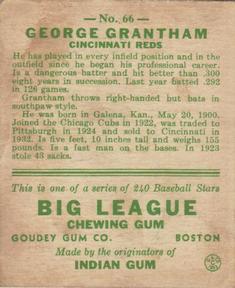 No. 66
GEORGE GRANTHAM
CINCINNATI REDS
He has played in every infield position and in the
outfield since he began his professional career.
Is a dangerous batter and hit better than .300
eight years in succession. Last year batted .292
in 126 games.
Grantham throws right-handed but bats in
southpaw style.
He was born in Galena, Kan., May 20, 1900.
Joined the Chicago Cubs in 1922, traded to
Pittsburgh in 1924 and sold to Cincinnati in
1932. Is five feet, 10 inches tall and weighs 155
pounds. Is a fast man on the bases. In 1923
stole 43 sacks.
This is one of a series of 240 Baseball Stars
BIG LEAGUE
CHEWING GUM
GOUDEY GUM CO. BOSTON
Made by the originators of
INDIAN GUM